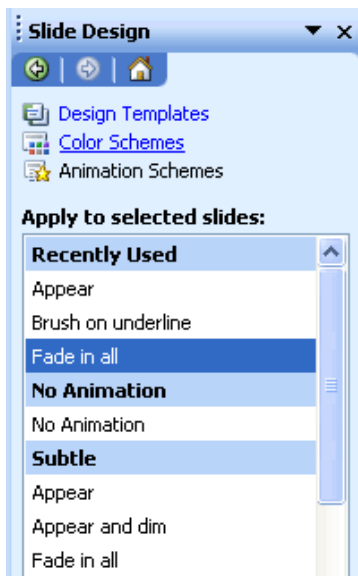 Slide Design
Design Templates
Color Schemes
Animation Schemes
Apply to selected slides:
Recently Used
Appear
Brush on underline
Fade in all
No Animation
No Animation
Subtle
Appear
Appear and dim
Fade in all